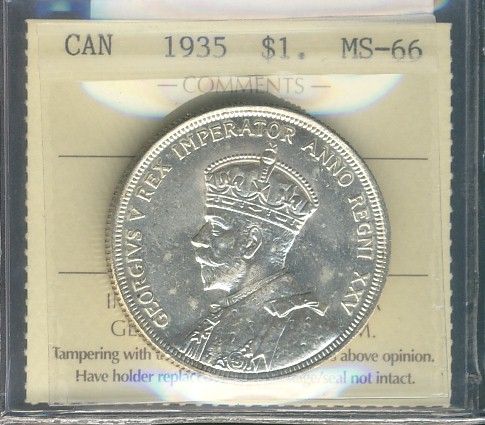 CAN 1935 $1. MS-66
COMMENTS
GEORGIVS V REX IMPERATOR ANNO REGNI XXV
Tampering with above opinion.
Have holder seal not intact.